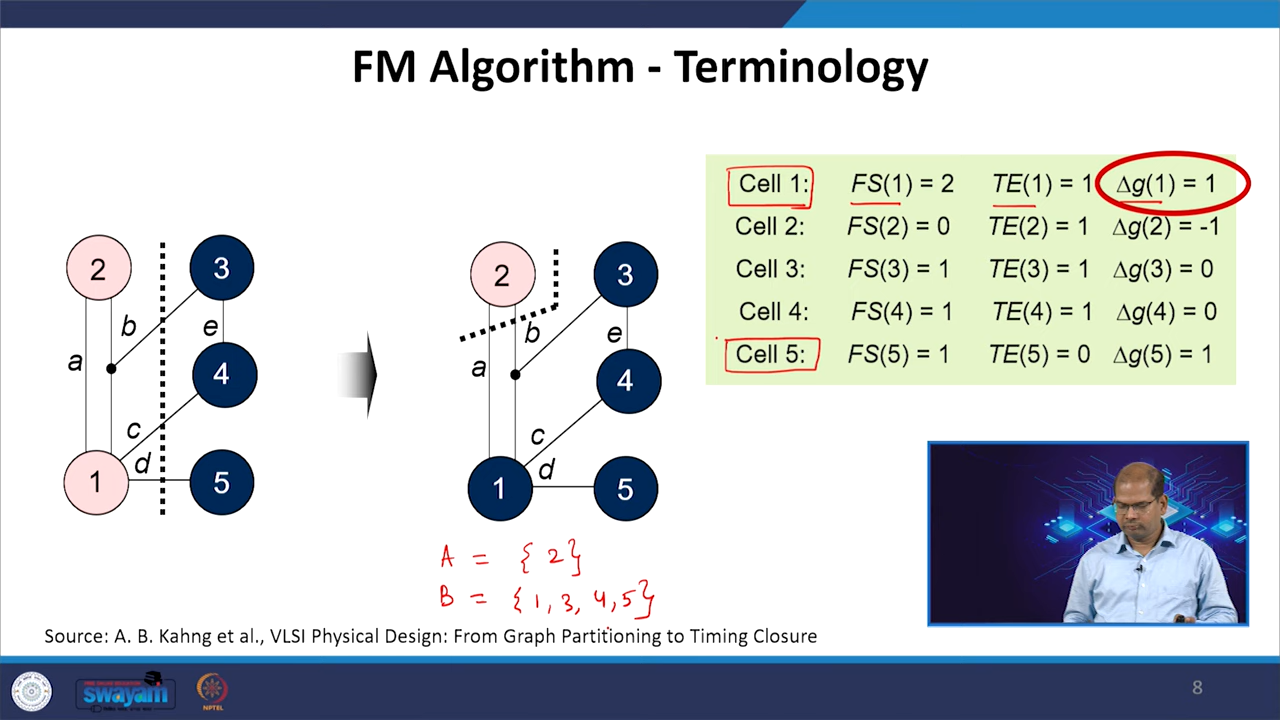 FM Algorithm - Terminology
Cell 1: FS(1) = 2 TE(1) = 1 Δg(1) = 1
Cell 2: FS(2) = 0 TE(2) = 1 Δg(2) = -1
Cell 3: FS(3) = 1 TE(3) = 1 Δg(3) = 0
Cell 4: FS(4) = 1 TE(4) = 1 Δg(4) = 0
Cell 5: FS(5) = 1 TE(5) = 0 Δg(5) = 1
2 3
b
e
a
4
c
d
1 5
2 3
b
e
a
4
c
d
1 5
A = {2}
B = {1, 3, 4, 5}
Source: A. B. Kahng et al., VLSI Physical Design: From Graph Partitioning to Timing Closure
swayam
NPTEL
8